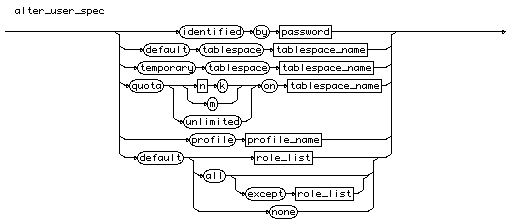 alter_user_spec
identified by password
default tablespace tablespace_name
temporary tablespace tablespace_name
quota n k on tablespace_name
m
unlimited
profile profile_name
default role_list
all
except role_list
none